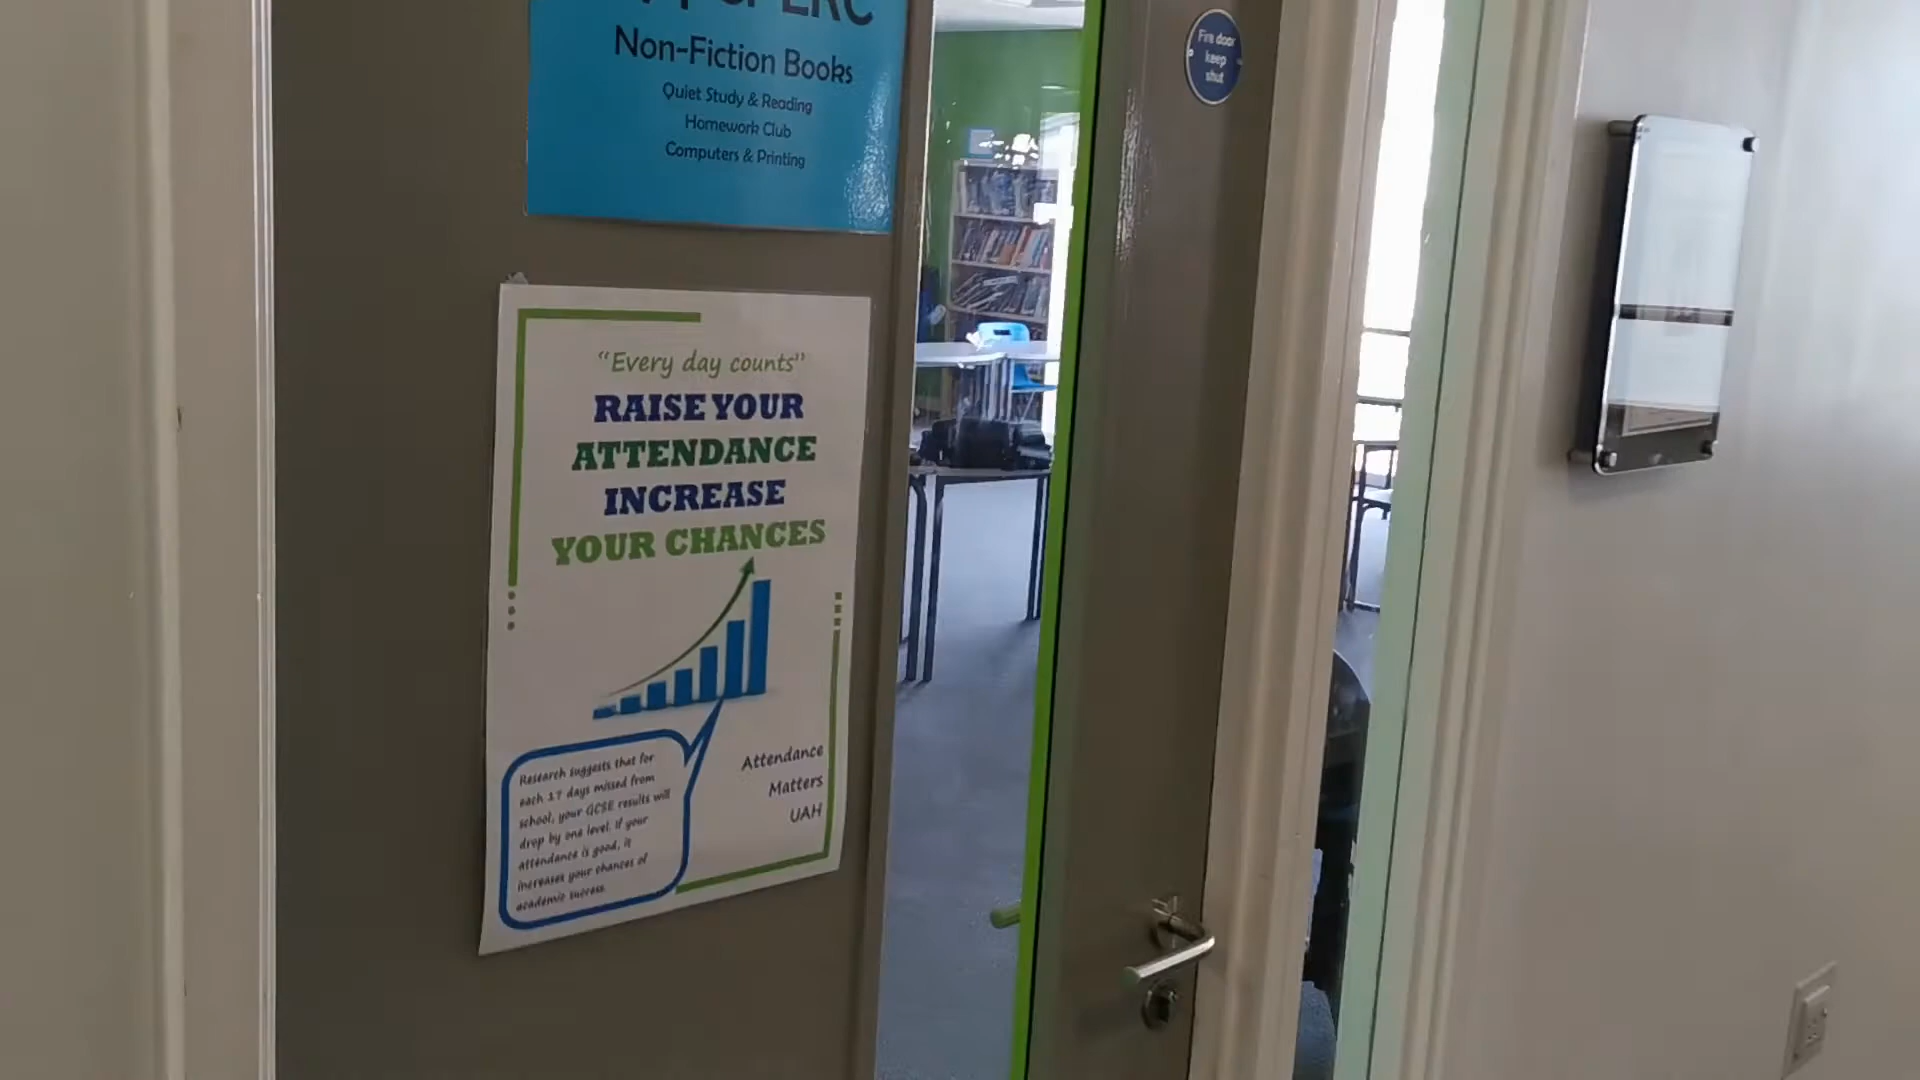 LRC
Non-Fiction Books
Quiet Study & Reading
Homework Club
Computers & Printing
Fire door
keep
shut
"Every day counts"
RAISE YOUR
ATTENDANCE
INCREASE
YOUR CHANCES
Research suggests that for
each 17 days missed from
school, your GCSE results will
drop by one level. If your
attendance is good, it
increases your chances of
academic success.
Attendance
Matters
UAH